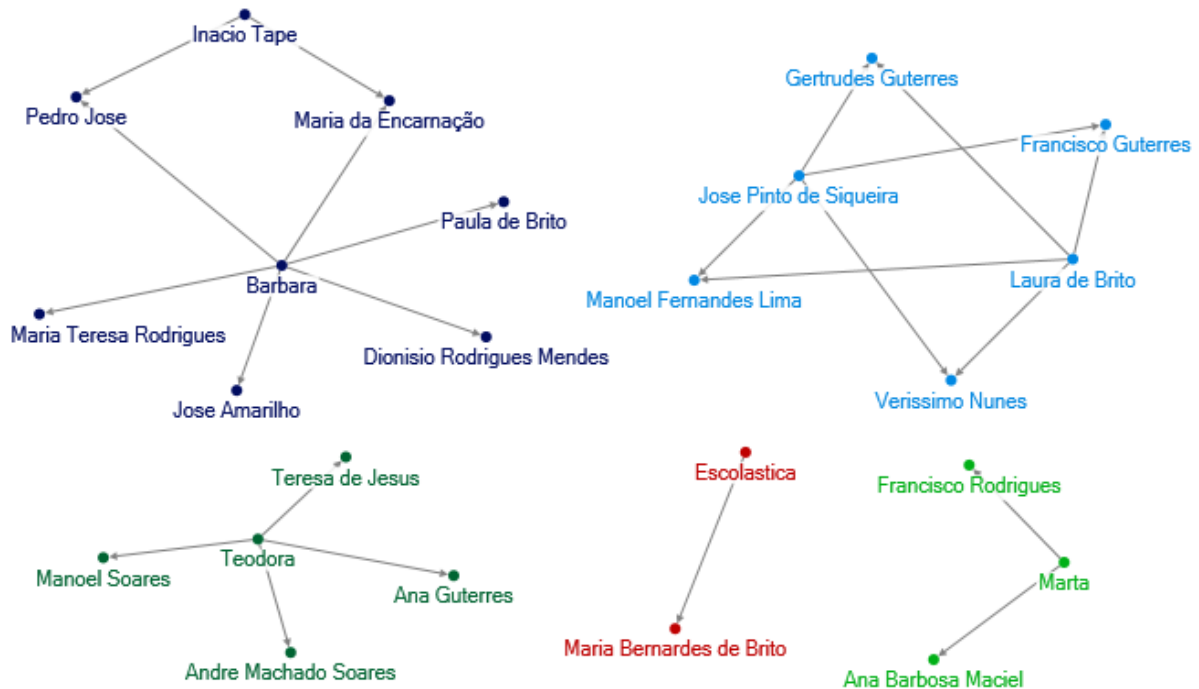 Inacio Tape
Pedro Jose
Maria da Encarnação
Paula de Brito
Barbara
Maria Teresa Rodrigues
Dionisio Rodrigues Mendes
Jose Amarilho
Gertrudes Guterres
Francisco Guterres
Jose Pinto de Siqueira
Laura de Brito
Manoel Fernandes Lima
Verissimo Nunes
Teresa de Jesus
Teodora
Manoel Soares
Ana Guterres
Andre Machado Soares
Escolastica
Maria Bernardes de Brito
Francisco Rodrigues
Marta
Ana Barbosa Maciel